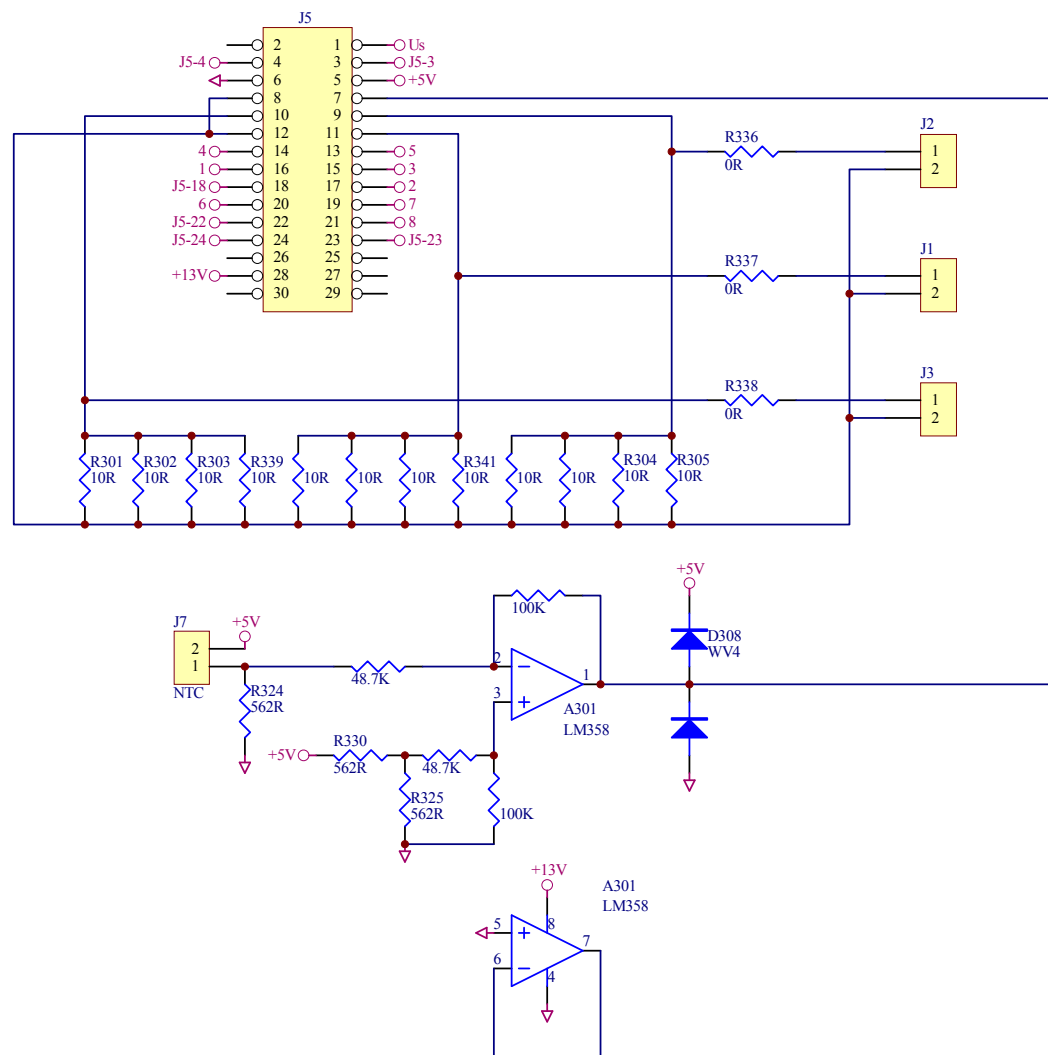 J5
2 1 Us
J5-4 4 3 J5-3
6 5 +5V
8 7
10 9
12 11
4 14 13 5
1 16 15 3
J5-18 18 17 2
6 20 19 7
J5-22 22 21 8
J5-24 24 23 J5-23
26 25
+13V 28 27
30 29
R336
0R
J2
1
2
R337
0R
J1
1
2
R338
0R
J3
1
2
R301 R302 R303 R339 R341 R304 R305
10R 10R 10R 10R 10R 10R 10R 10R 10R 10R 10R 10R
J7
+5V
2
1
NTC
R324
562R
48.7K
100K
2
3
1
A301
LM358
+5V
D308
WV4
+5V
R330
562R
48.7K
R325
562R
100K
+13V
A301
LM358
5
8
7
6
4